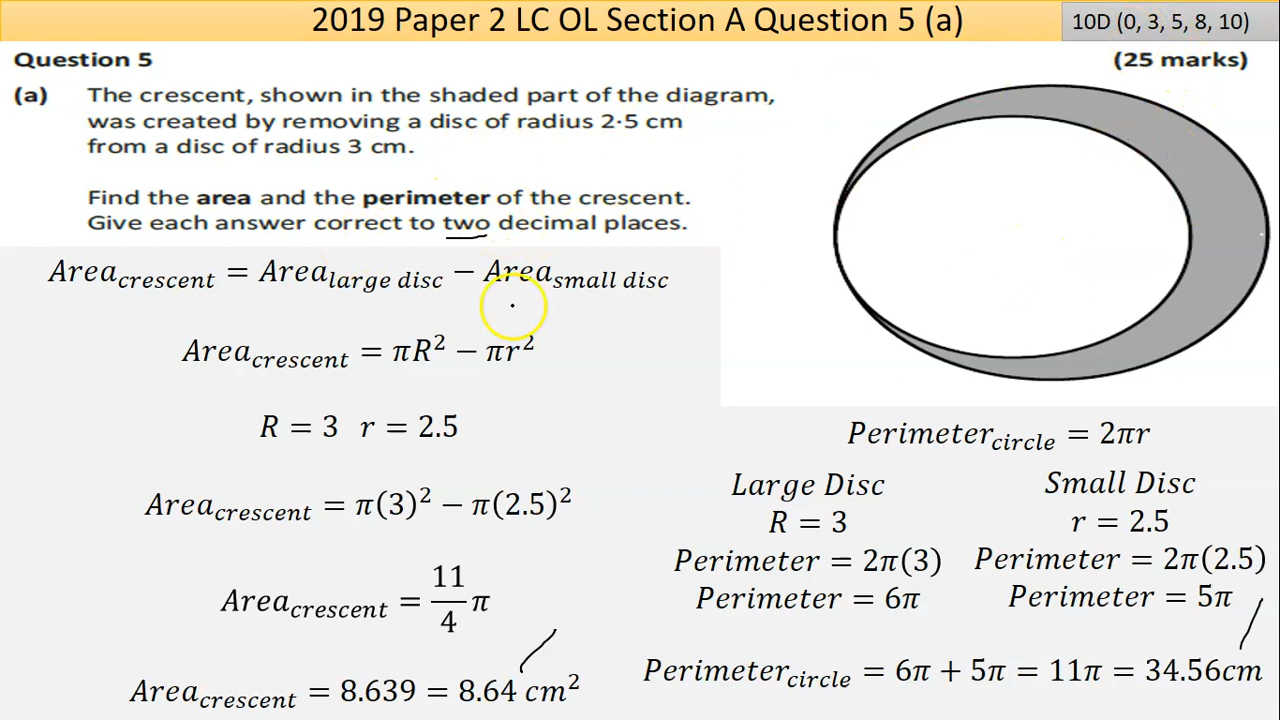 2019 Paper 2 LC OL Section A Question 5 (a)
10D (0, 3, 5, 8, 10)
Question 5
(25 marks)
(a) The crescent, shown in the shaded part of the diagram,
was created by removing a disc of radius 2·5 cm
from a disc of radius 3 cm.
Find the area and the perimeter of the crescent.
Give each answer correct to two decimal places.
Area_crescent = Area_large disc − Area_small disc
Area_crescent = πR² − πr²
R = 3 r = 2.5
Area_crescent = π(3)² − π(2.5)²
Area_crescent = 11/4 π
Area_crescent = 8.639 = 8.64 cm²
Perimeter_circle = 2πr
Large Disc
R = 3
Perimeter = 2π(3)
Perimeter = 6π
Small Disc
r = 2.5
Perimeter = 2π(2.5)
Perimeter = 5π
Perimeter_circle = 6π + 5π = 11π = 34.56cm